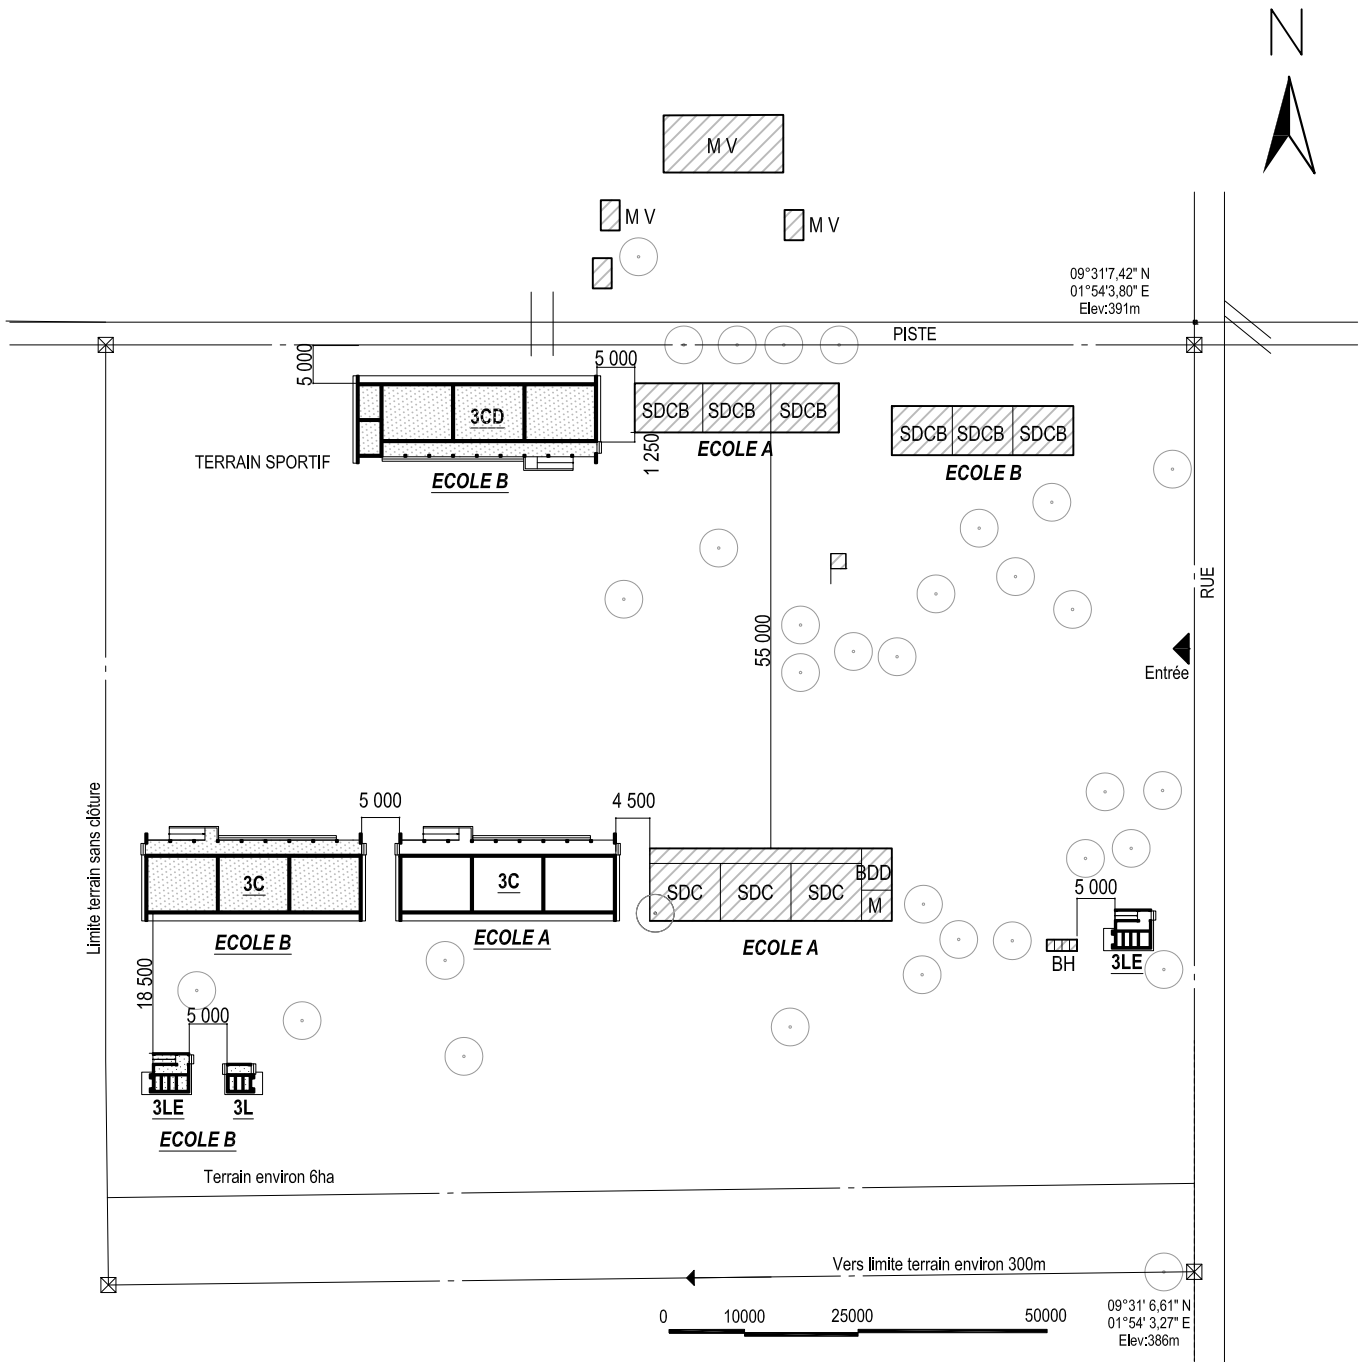 N
M V
M V
M V
09°31'7,42" N
01°54'3,80" E
Elev:391m
PISTE
5 000
5 000
3CD
SDCB
SDCB
SDCB
SDCB
SDCB
SDCB
ECOLE A
1 250
TERRAIN SPORTIF
ECOLE B
ECOLE B
RUE
55 000
Entrée
Limite terrain sans clôture
5 000
4 500
3C
3C
SDC
SDC
SDC
BDD
M
5 000
ECOLE B
ECOLE A
ECOLE A
BH
3LE
18 500
5 000
3LE
3L
ECOLE B
Terrain environ 6ha
Vers limite terrain environ 300m
0
10000
25000
50000
09°31' 6,61" N
01°54' 3,27" E
Elev:386m